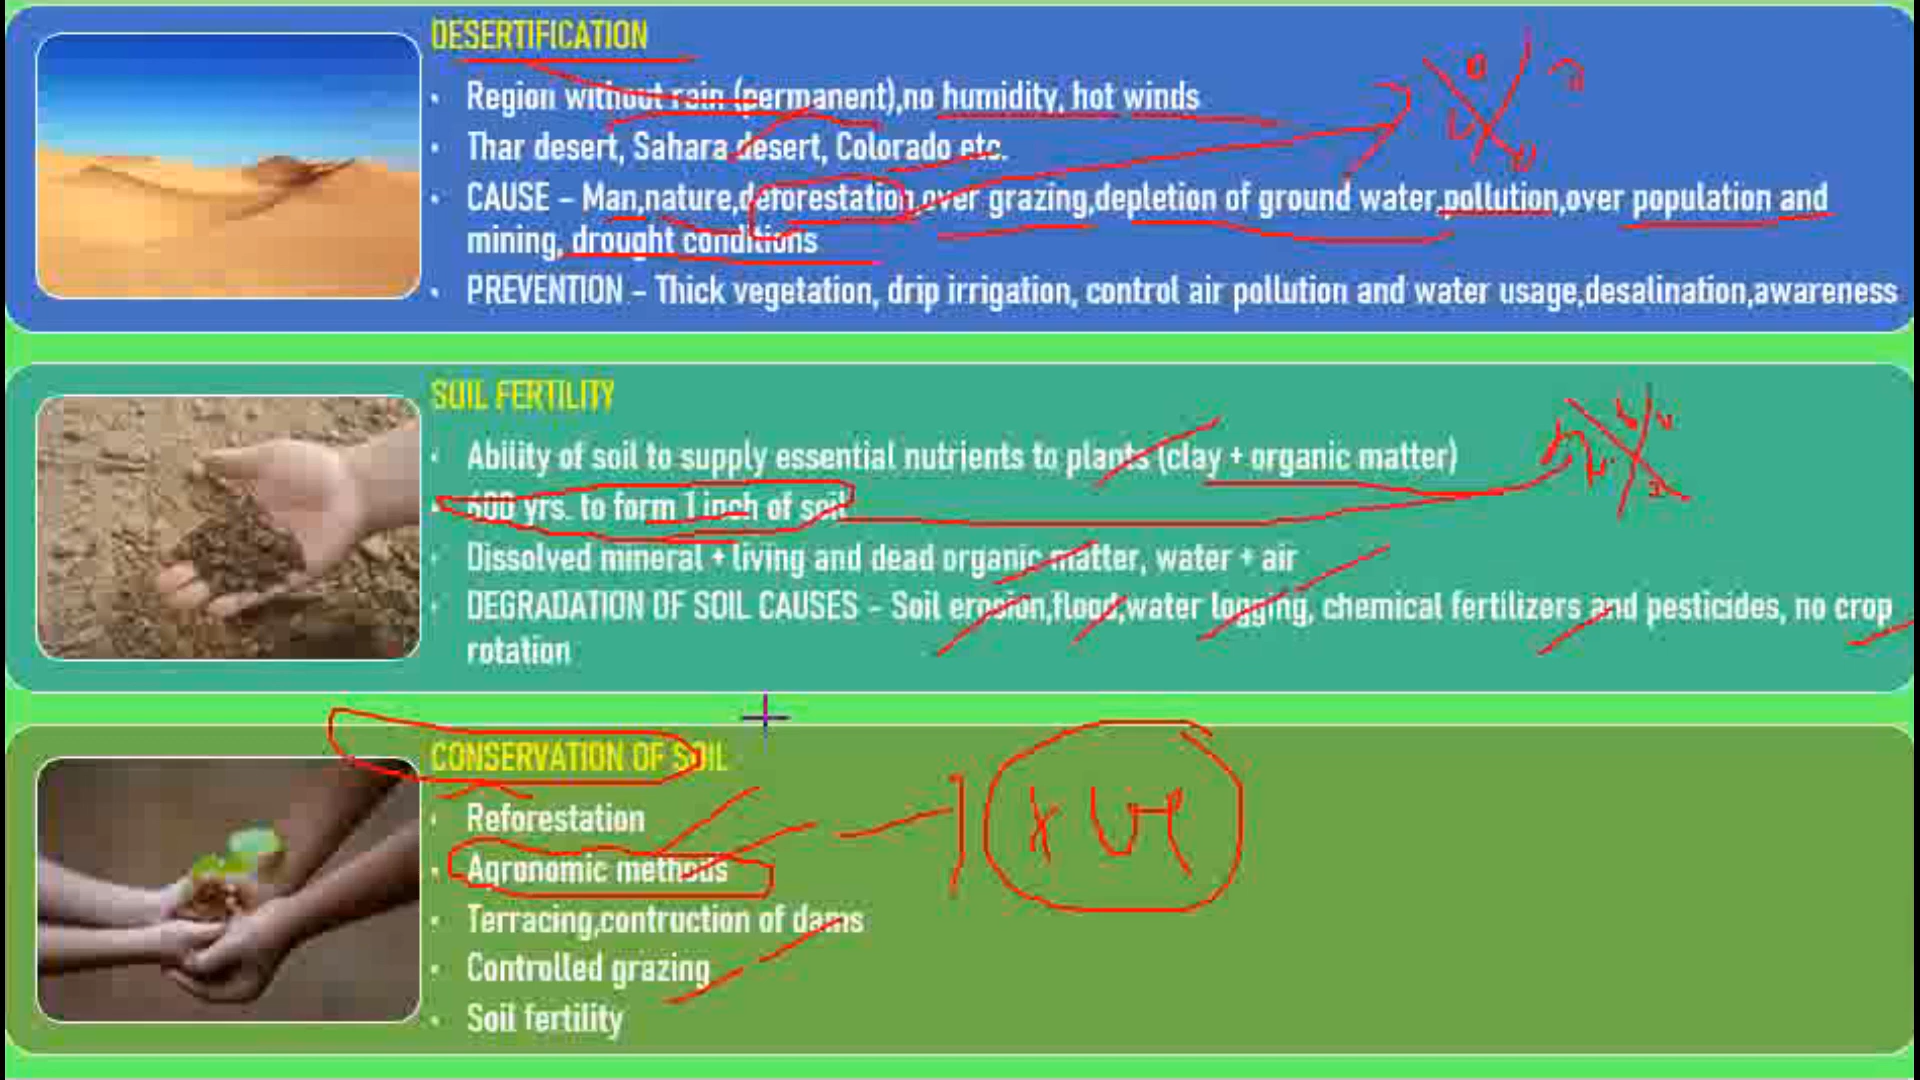 DESERTIFICATION
• Region without rain (permanent),no humidity, hot winds
• Thar desert, Sahara desert, Colorado etc.
• CAUSE – Man,nature,deforestation,over grazing,depletion of ground water,pollution,over population and
mining, drought conditions
• PREVENTION – Thick vegetation, drip irrigation, control air pollution and water usage,desalination,awareness
SOIL FERTILITY
• Ability of soil to supply essential nutrients to plants (clay + organic matter)
• 600 yrs. to form 1 inch of soil
• Dissolved mineral + living and dead organic matter, water + air
• DEGRADATION OF SOIL CAUSES – Soil erosion,flood,water logging, chemical fertilizers and pesticides, no crop
rotation
CONSERVATION OF SOIL
• Reforestation
• Agronomic methods
• Terracing,contruction of dams
• Controlled grazing
• Soil fertility